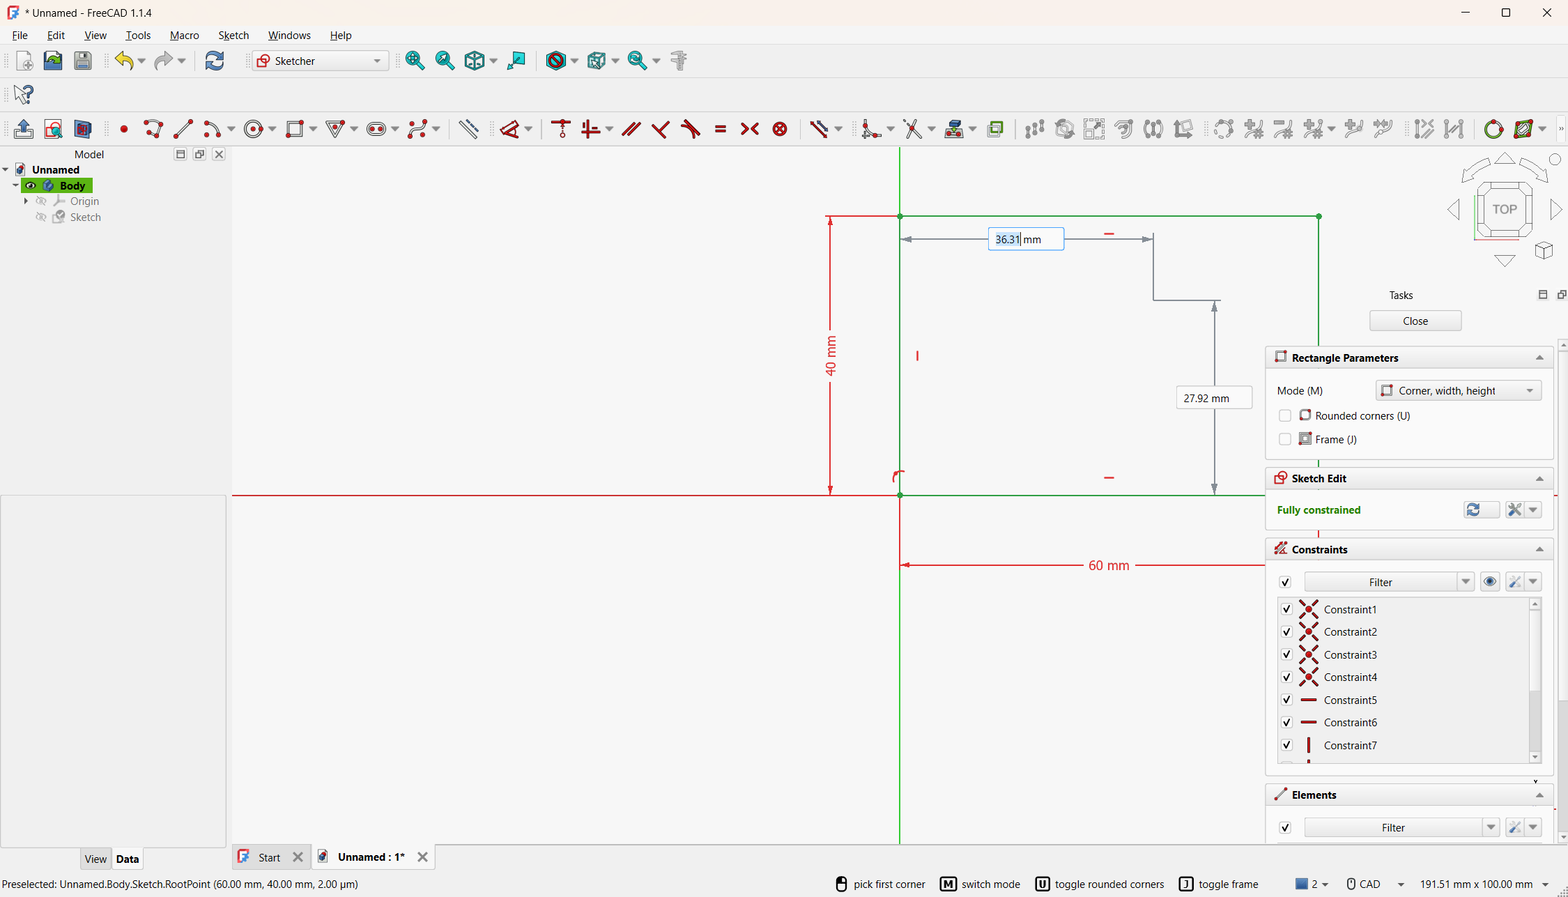 * Unnamed - FreeCAD 1.1.4
File Edit View Tools Macro Sketch Windows Help
Sketcher
Model
Unnamed
Body
Origin
Sketch
TOP
36.31 mm
40 mm
27.92 mm
60 mm
Tasks
Close
Rectangle Parameters
Mode (M) Corner, width, height
Rounded corners (U)
Frame (J)
Sketch Edit
Fully constrained
Constraints
Filter
Constraint1
Constraint2
Constraint3
Constraint4
Constraint5
Constraint6
Constraint7
Elements
Filter
View Data
Start Unnamed : 1*
Preselected: Unnamed.Body.Sketch.RootPoint (60.00 mm, 40.00 mm, 2.00 µm) pick first corner M switch mode U toggle rounded corners J toggle frame 2 CAD 191.51 mm x 100.00 mm